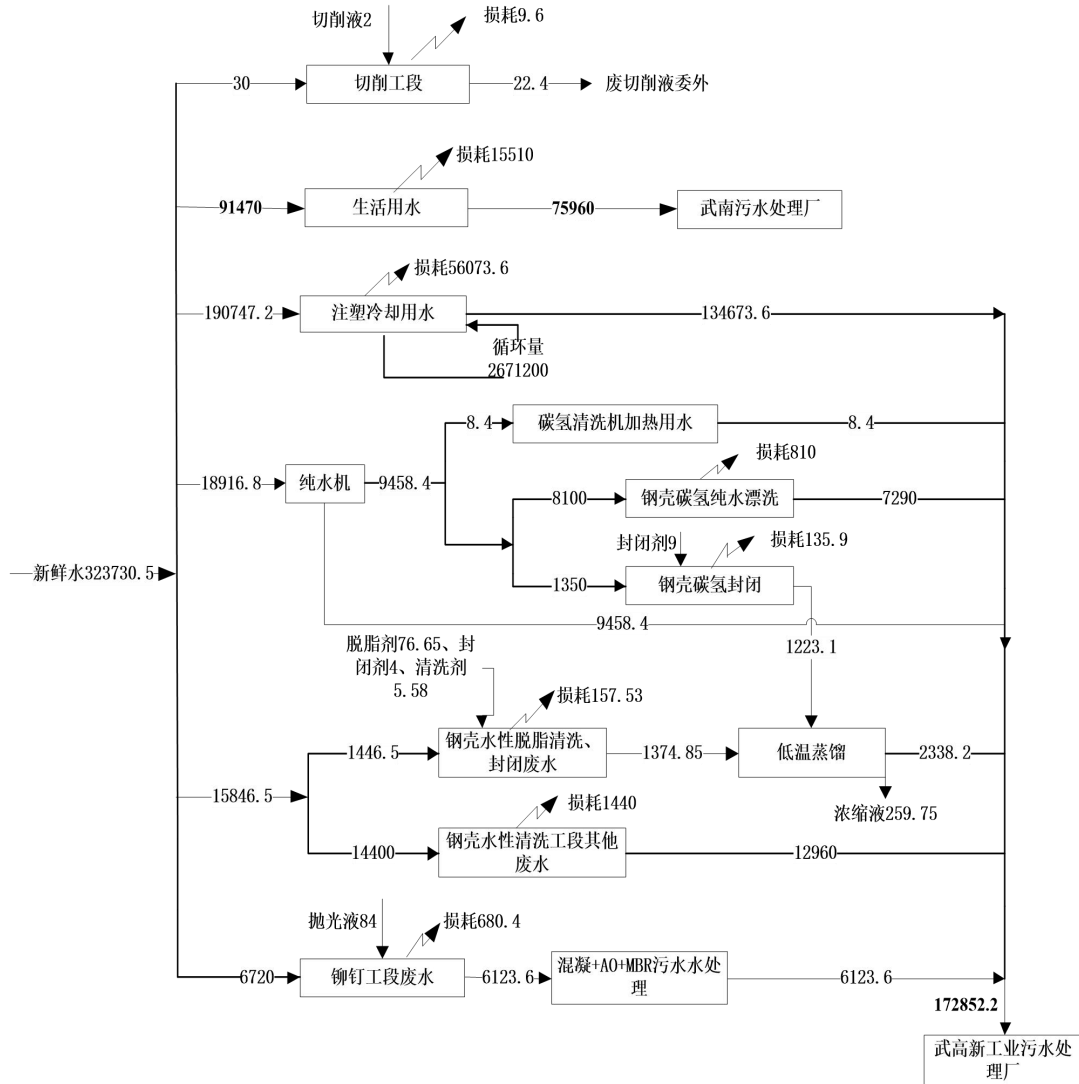 切削液2
损耗9.6
30
切削工段
22.4
废切削液委外
损耗15510
91470
生活用水
75960
武南污水处理厂
损耗56073.6
190747.2
注塑冷却用水
134673.6
循环量
2671200
8.4
碳氢清洗机加热用水
8.4
损耗810
18916.8
纯水机
9458.4
8100
钢壳碳氢纯水漂洗
7290
封闭剂9
损耗135.9
新鲜水323730.5
1350
钢壳碳氢封闭
9458.4
1223.1
脱脂剂76.65、封
闭剂4、清洗剂
5.58
损耗157.53
1446.5
钢壳水性脱脂清洗、
封闭废水
1374.85
低温蒸馏
2338.2
15846.5
损耗1440
浓缩液259.75
14400
钢壳水性清洗工段其他
废水
12960
抛光液84
损耗680.4
6720
铆钉工段废水
6123.6
混凝+AO+MBR污水水处
理
6123.6
172852.2
武高新工业污水处理
厂